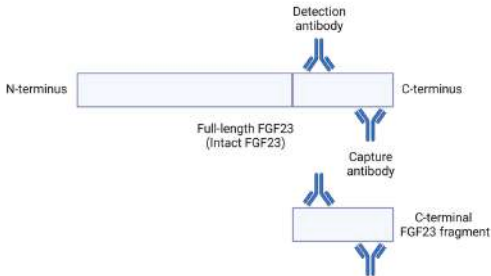 Detection
antibody
N-terminus
C-terminus
Full-length FGF23
(Intact FGF23)
Capture
antibody
C-terminal
FGF23 fragment